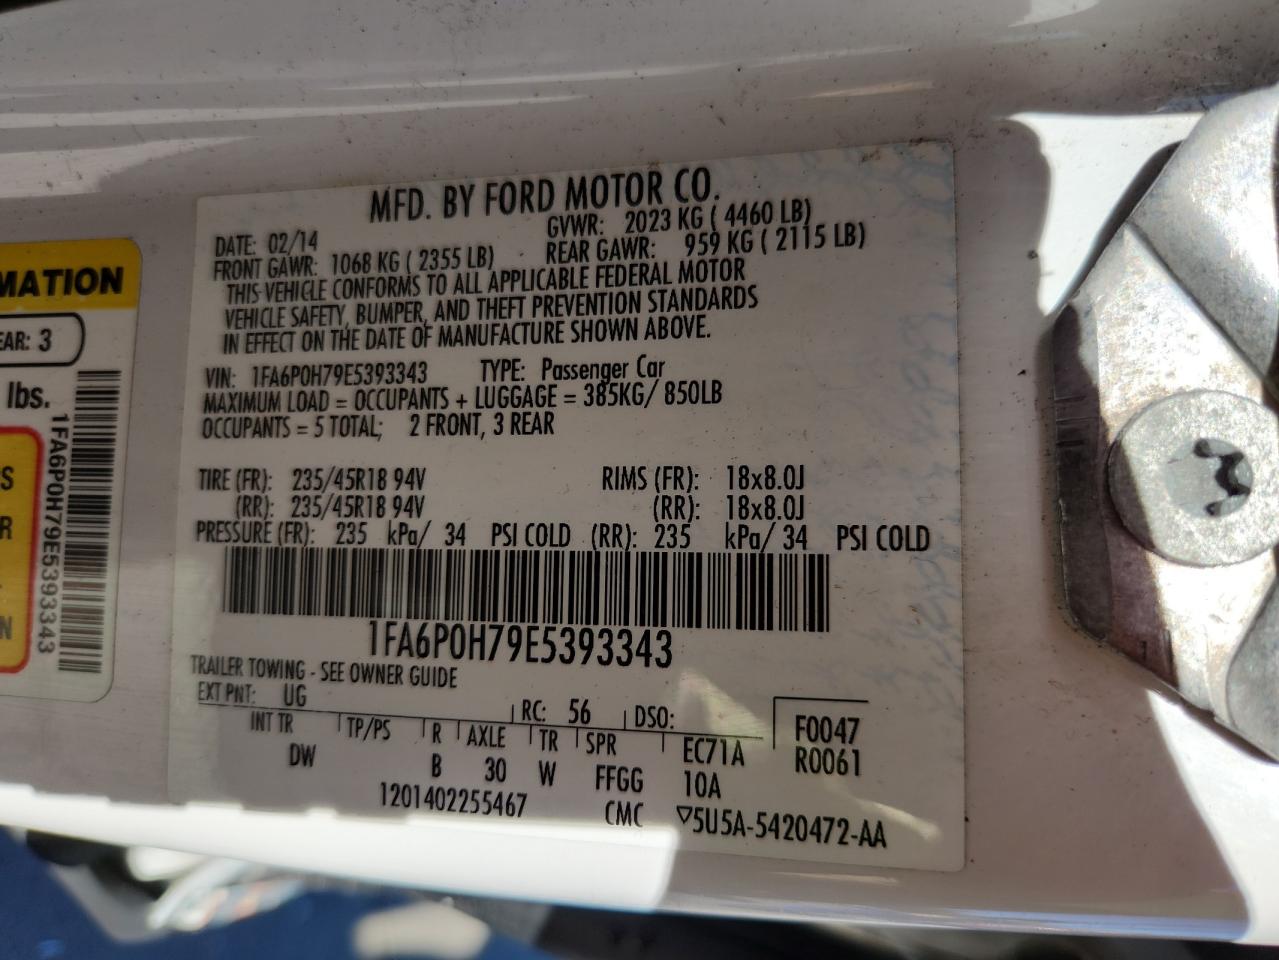 MFD. BY FORD MOTOR CO.
DATE: 02/14 GVWR: 2023 KG ( 4460 LB)
FRONT GAWR: 1068 KG ( 2355 LB) REAR GAWR: 959 KG ( 2115 LB)
THIS VEHICLE CONFORMS TO ALL APPLICABLE FEDERAL MOTOR
VEHICLE SAFETY, BUMPER, AND THEFT PREVENTION STANDARDS
IN EFFECT ON THE DATE OF MANUFACTURE SHOWN ABOVE.
VIN: 1FA6P0H79E5393343 TYPE: Passenger Car
MAXIMUM LOAD = OCCUPANTS + LUGGAGE = 385KG/ 850LB
OCCUPANTS = 5 TOTAL; 2 FRONT, 3 REAR
TIRE (FR): 235/45R18 94V RIMS (FR): 18x8.0J
(RR): 235/45R18 94V (RR): 18x8.0J
PRESSURE (FR): 235 kPa/ 34 PSI COLD (RR): 235 kPa/ 34 PSI COLD
1FA6P0H79E5393343
TRAILER TOWING - SEE OWNER GUIDE
EXT PNT: UG RC: 56 DSO: F0047
INT TR TP/PS R AXLE TR SPR EC71A R0061
DW B 30 W FFGG 10A
1201402255467 CMC ▽5U5A-5420472-AA
MATION
EAR: 3
lbs.
1FA6P0H79E5393343
S
R
N